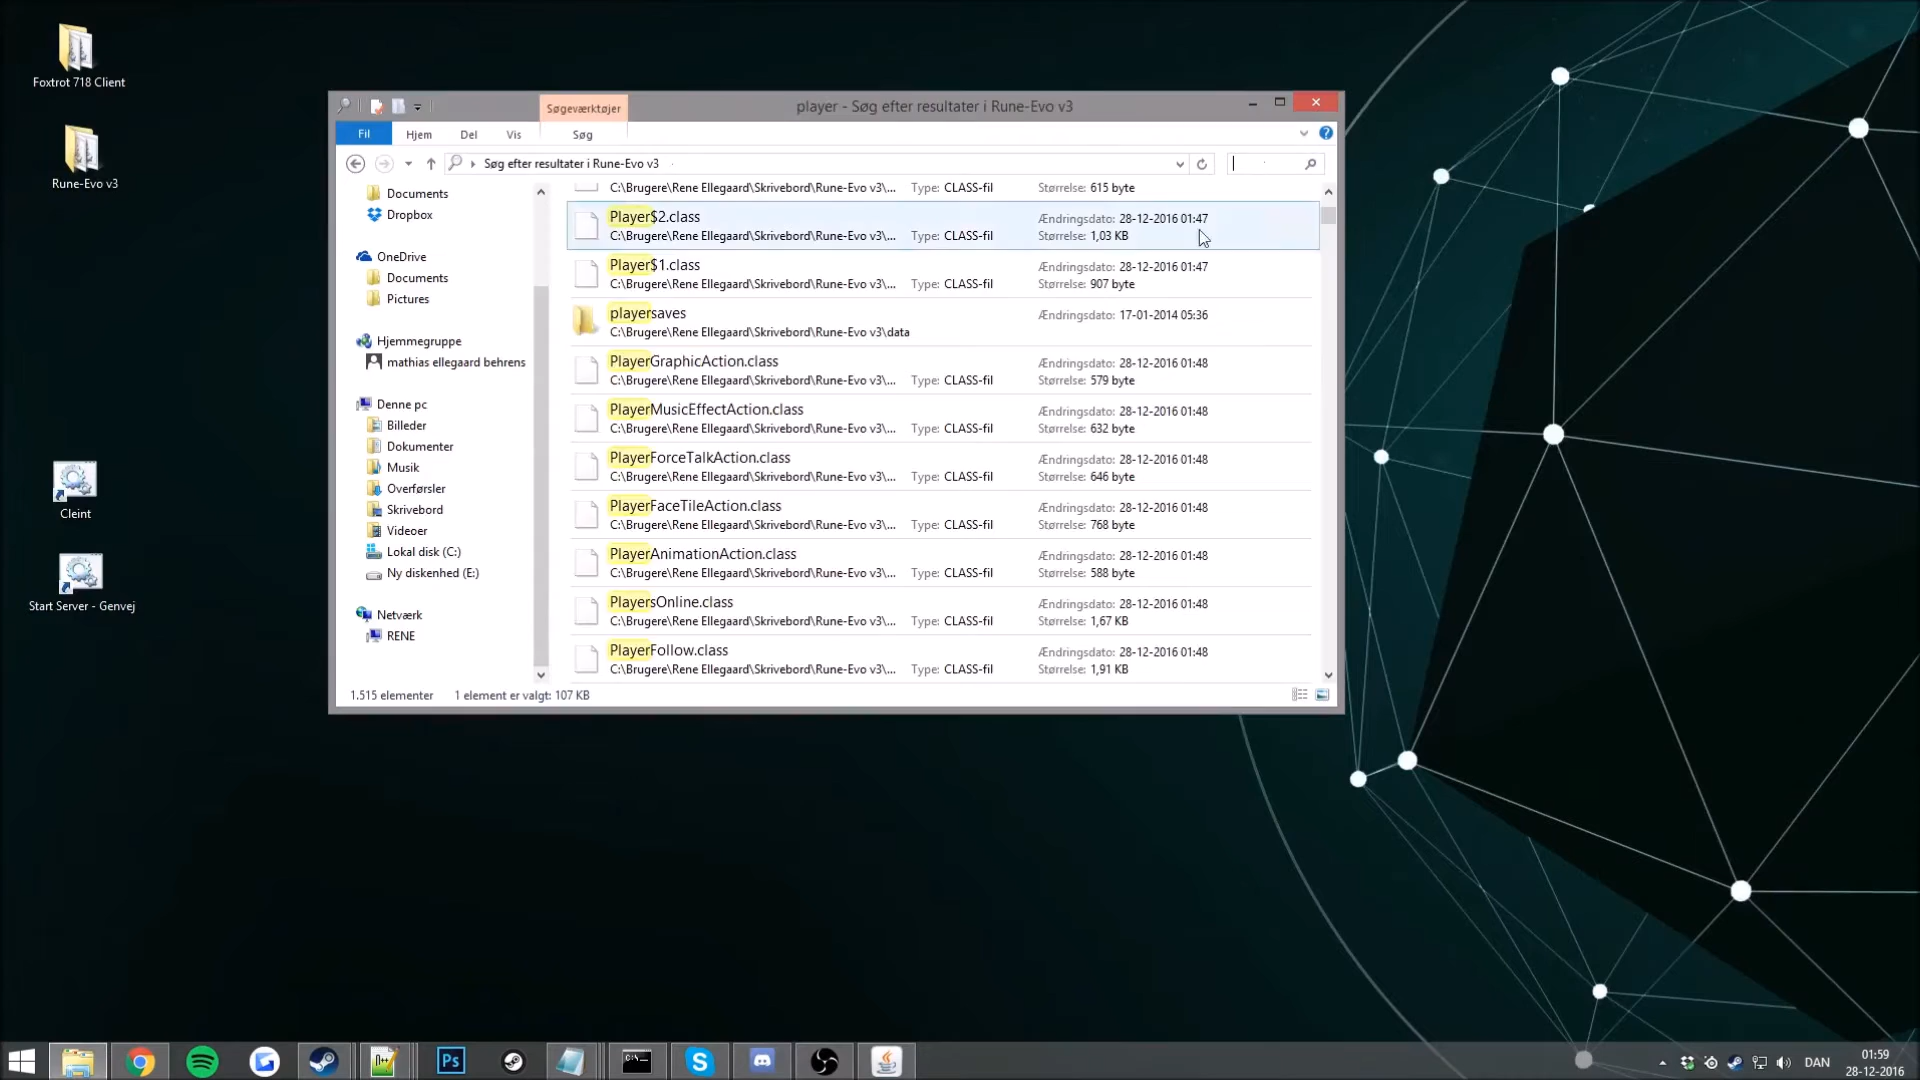 Foxtrot 718 Client
Rune-Evo v3
Cleint
Start Server - Genvej
Søgeværktøjer
player - Søg efter resultater i Rune-Evo v3
Fil
Hjem
Del
Vis
Søg
Søg efter resultater i Rune-Evo v3
Documents
Dropbox
OneDrive
Documents
Pictures
Hjemmegruppe
mathias ellegaard behrens
Denne pc
Billeder
Dokumenter
Musik
Overførsler
Skrivebord
Videoer
Lokal disk (C:)
Ny diskenhed (E:)
Netværk
RENE
C:\Brugere\Rene Ellegaard\Skrivebord\Rune-Evo v3\... Type: CLASS-fil Størrelse: 615 byte
Player$2.class Ændringsdato: 28-12-2016 01:47
C:\Brugere\Rene Ellegaard\Skrivebord\Rune-Evo v3\... Type: CLASS-fil Størrelse: 1,03 KB
Player$1.class Ændringsdato: 28-12-2016 01:47
C:\Brugere\Rene Ellegaard\Skrivebord\Rune-Evo v3\... Type: CLASS-fil Størrelse: 907 byte
playersaves Ændringsdato: 17-01-2014 05:36
C:\Brugere\Rene Ellegaard\Skrivebord\Rune-Evo v3\data
PlayerGraphicAction.class Ændringsdato: 28-12-2016 01:48
C:\Brugere\Rene Ellegaard\Skrivebord\Rune-Evo v3\... Type: CLASS-fil Størrelse: 579 byte
PlayerMusicEffectAction.class Ændringsdato: 28-12-2016 01:48
C:\Brugere\Rene Ellegaard\Skrivebord\Rune-Evo v3\... Type: CLASS-fil Størrelse: 632 byte
PlayerForceTalkAction.class Ændringsdato: 28-12-2016 01:48
C:\Brugere\Rene Ellegaard\Skrivebord\Rune-Evo v3\... Type: CLASS-fil Størrelse: 646 byte
PlayerFaceTileAction.class Ændringsdato: 28-12-2016 01:48
C:\Brugere\Rene Ellegaard\Skrivebord\Rune-Evo v3\... Type: CLASS-fil Størrelse: 768 byte
PlayerAnimationAction.class Ændringsdato: 28-12-2016 01:48
C:\Brugere\Rene Ellegaard\Skrivebord\Rune-Evo v3\... Type: CLASS-fil Størrelse: 588 byte
PlayersOnline.class Ændringsdato: 28-12-2016 01:48
C:\Brugere\Rene Ellegaard\Skrivebord\Rune-Evo v3\... Type: CLASS-fil Størrelse: 1,67 KB
PlayerFollow.class Ændringsdato: 28-12-2016 01:48
C:\Brugere\Rene Ellegaard\Skrivebord\Rune-Evo v3\... Type: CLASS-fil Størrelse: 1,91 KB
1.515 elementer 1 element er valgt: 107 KB
Ps
DAN
01:59
28-12-2016